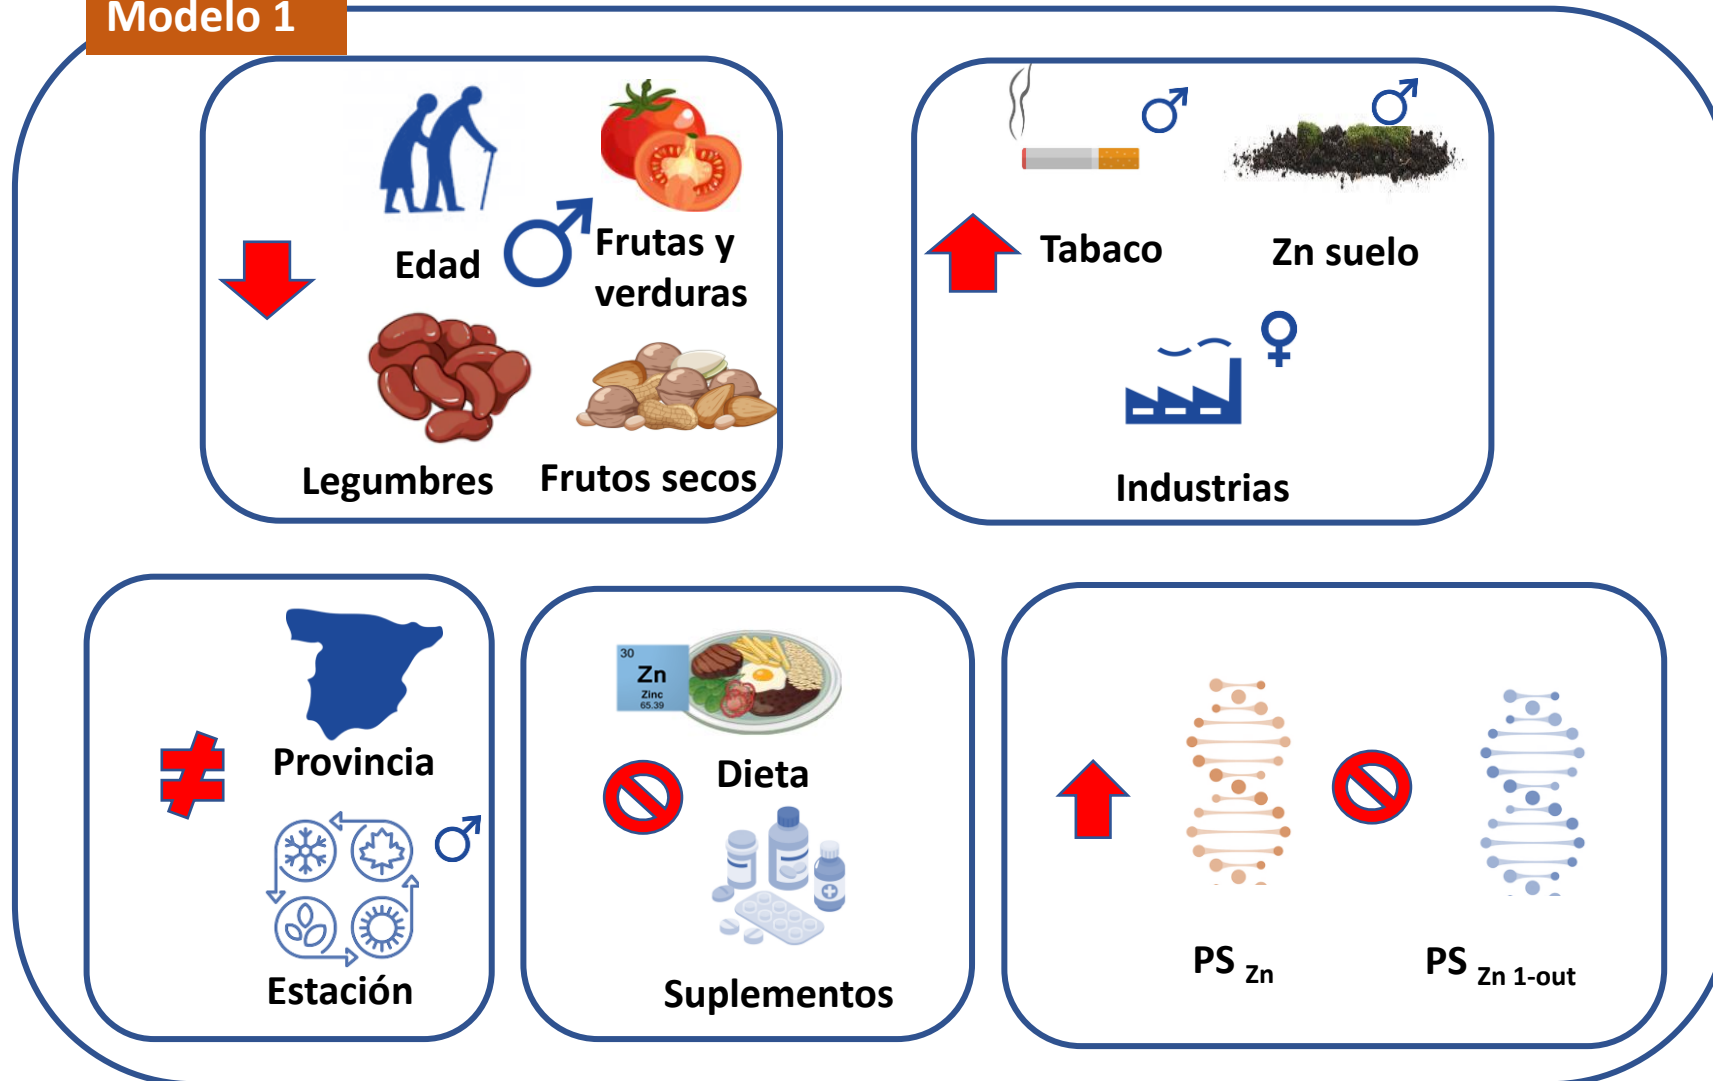 Modelo 1
Edad
Frutas y
verduras
Legumbres
Frutos secos
Tabaco
Zn suelo
Industrias
Provincia
Estación
30
Zn
Zinc
65.39
Dieta
Suplementos
PS Zn
PS Zn 1-out